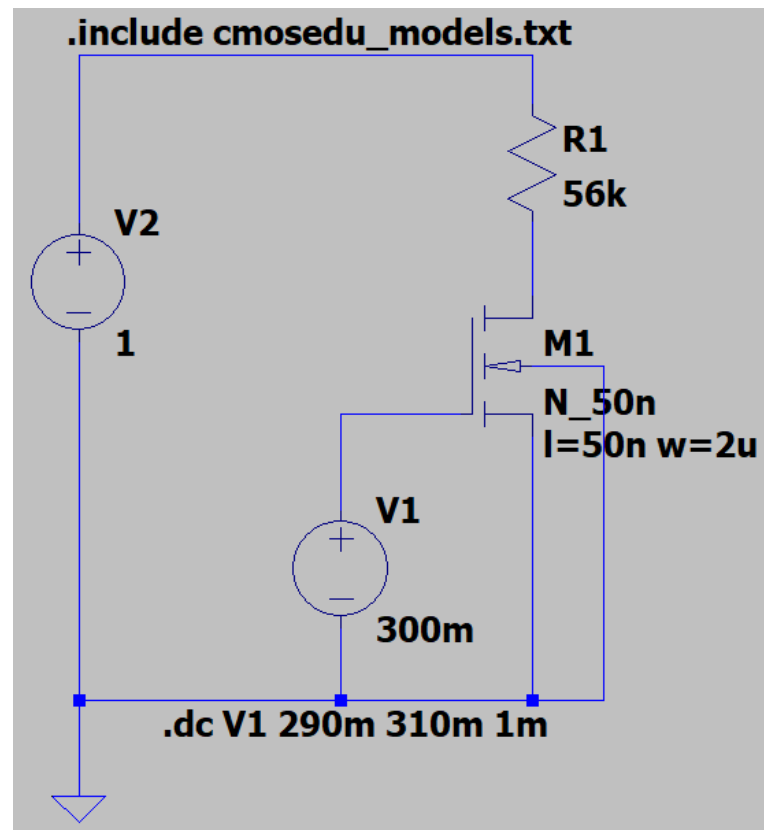 .include cmosedu_models.txt
R1
56k
V2
1
M1
N_50n
l=50n w=2u
V1
300m
.dc V1 290m 310m 1m